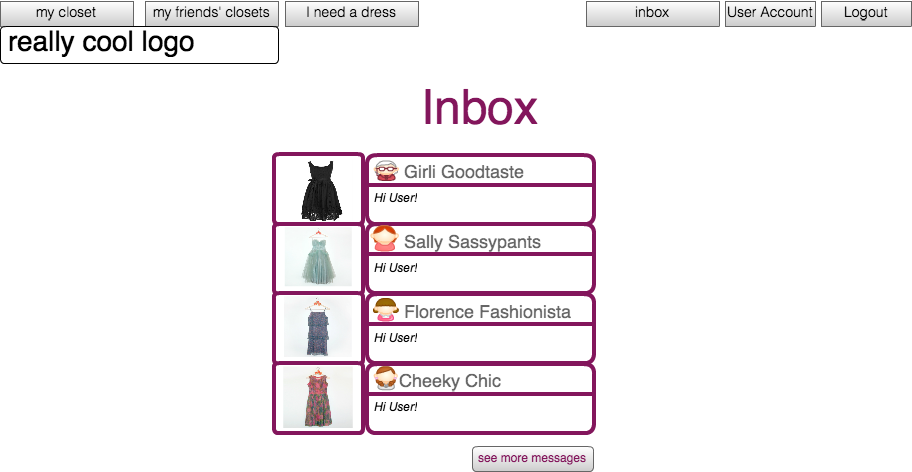 my closet
my friends' closets
I need a dress
inbox
User Account
Logout
really cool logo
Inbox
Girli Goodtaste
Hi User!
Sally Sassypants
Hi User!
Florence Fashionista
Hi User!
Cheeky Chic
Hi User!
see more messages